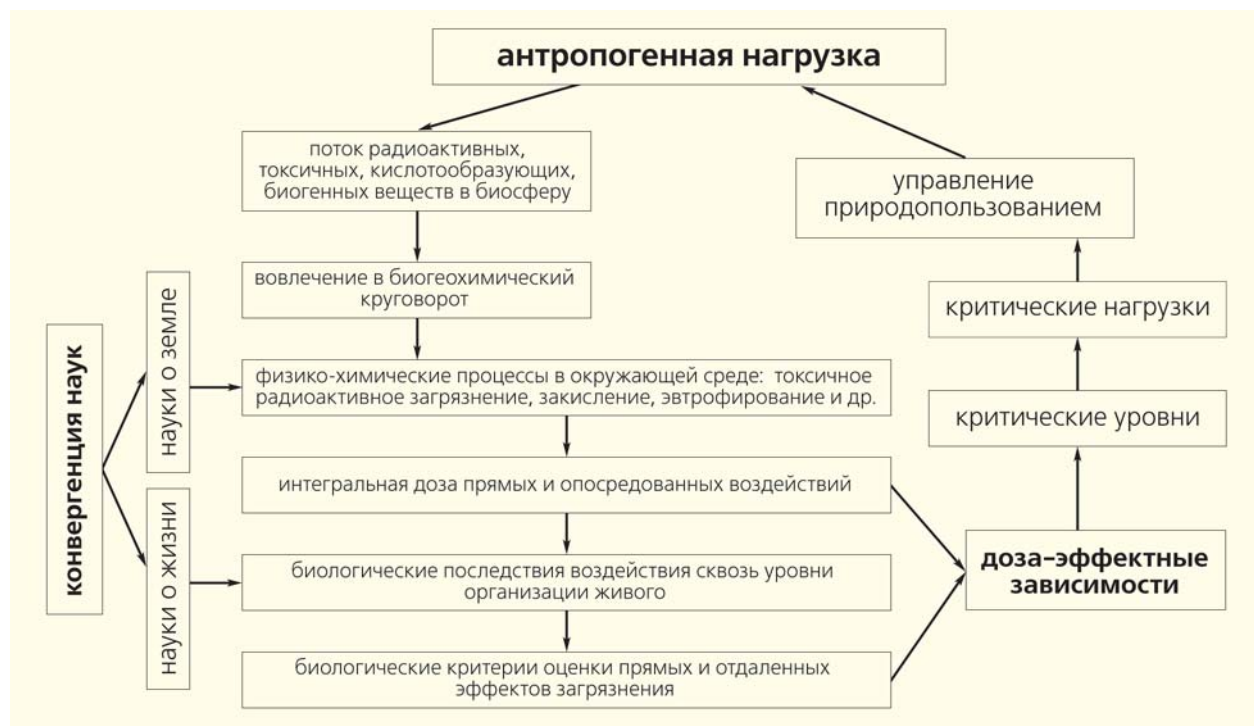 антропогенная нагрузка
поток радиоактивных,
токсичных, кислотообразующих,
биогенных веществ в биосферу
управление
природопользованием
вовлечение в биогеохимический
круговорот
критические нагрузки
конвергенция наук
науки о земле
физико-химические процессы в окружающей среде: токсичное
радиоактивное загрязнение, закисление, эвтрофирование и др.
критические уровни
интегральная доза прямых и опосредованных воздействий
науки о жизни
биологические последствия воздействия сквозь уровни
организации живого
доза–эффектные
зависимости
биологические критерии оценки прямых и отдаленных
эффектов загрязнения